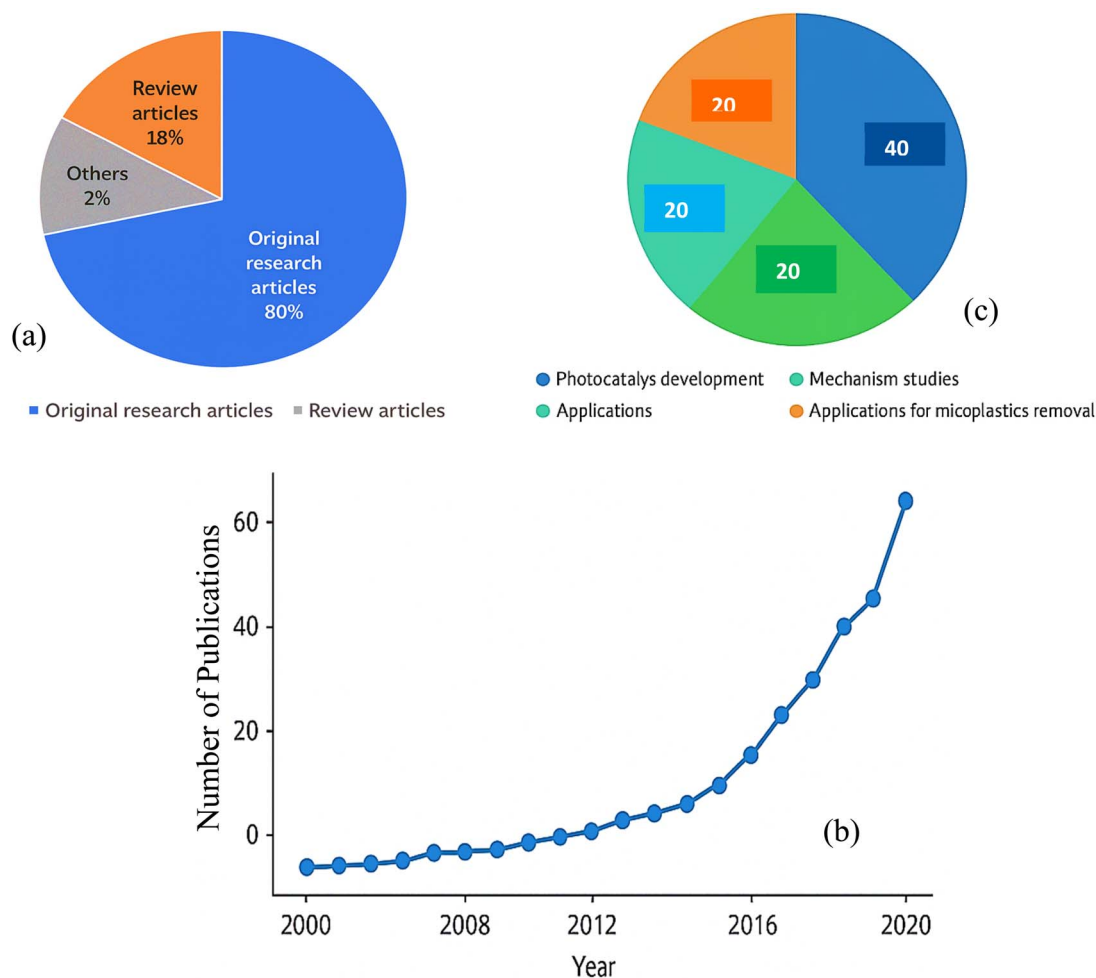 Review
articles
18%
Others
2%
Original
research
articles
80%
(a)
Original research articles
Review articles
20
40
20
20
(c)
Photocatalys development
Mechanism studies
Applications
Applications for micoplastics removal
Number of Publications
60
40
20
0
(b)
2000
2008
2012
2016
2020
Year